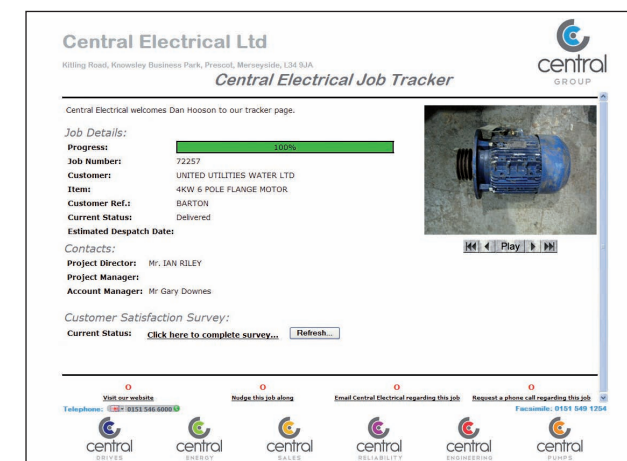 Central Electrical Ltd
Kitling Road, Knowsley Business Park, Prescot, Merseyside, L34 9JA
Central Electrical Job Tracker
central
GROUP
Central Electrical welcomes Dan Hooson to our tracker page.
Job Details:
Progress: 100%
Job Number: 72257
Customer: UNITED UTILITIES WATER LTD
Item: 4KW 6 POLE FLANGE MOTOR
Customer Ref.: BARTON
Current Status: Delivered
Estimated Despatch Date:
Play
Contacts:
Project Director: Mr. IAN RILEY
Project Manager:
Account Manager: Mr Gary Downes
Customer Satisfaction Survey:
Current Status: Click here to complete survey... Refresh...
O O O O
Visit our website Nudge this job along Email Central Electrical regarding this job Request a phone call regarding this job
Telephone: 0151 546 6000 Facsimile: 0151 549 1254
central central central central central central
DRIVES ENERGY SALES RELIABILITY ENGINEERING PUMPS